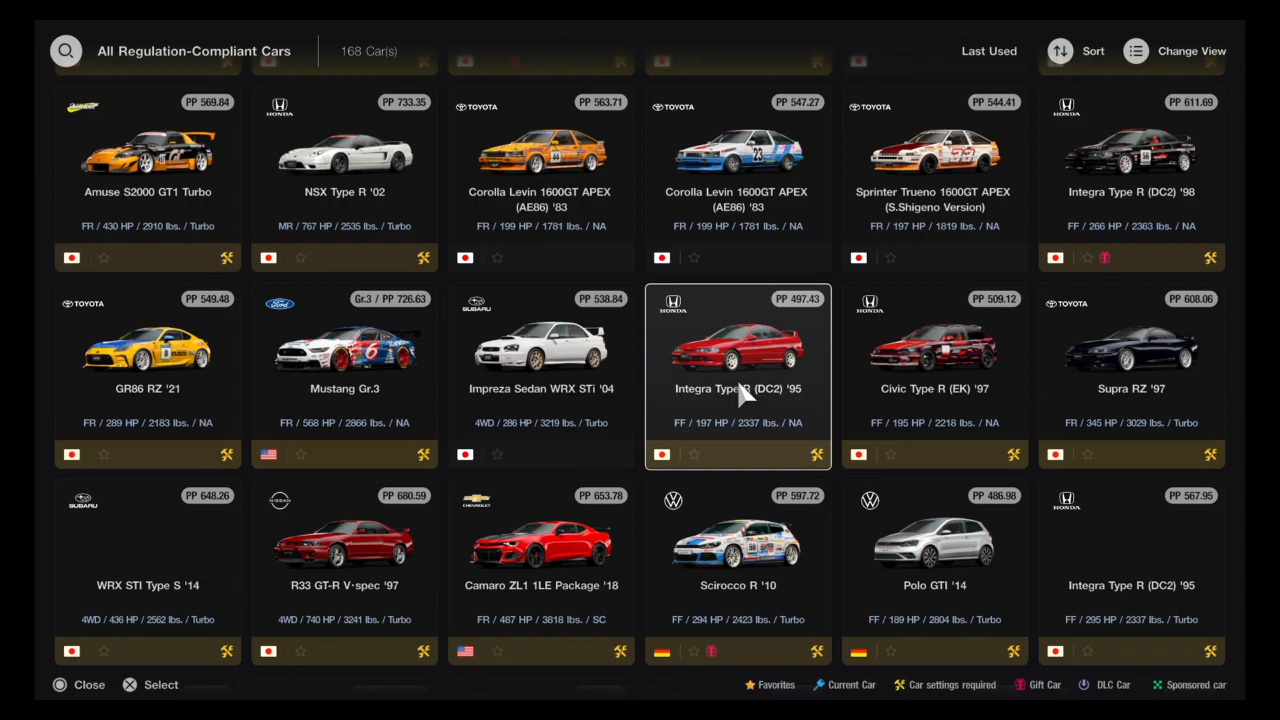 All Regulation-Compliant Cars
168 Car(s)
Last Used
Sort
Change View
PP 569.84
Amuse S2000 GT1 Turbo
FR / 430 HP / 2910 lbs. / Turbo
HONDA
PP 733.35
NSX Type R '02
MR / 767 HP / 2535 lbs. / Turbo
TOYOTA
PP 563.71
Corolla Levin 1600GT APEX
(AE86) '83
FR / 199 HP / 1781 lbs. / NA
TOYOTA
PP 547.27
23
Corolla Levin 1600GT APEX
(AE86) '83
FR / 199 HP / 1781 lbs. / NA
TOYOTA
PP 544.41
Sprinter Trueno 1600GT APEX
(S.Shigeno Version)
FR / 197 HP / 1819 lbs. / NA
HONDA
PP 611.69
Integra Type R (DC2) '98
FF / 266 HP / 2363 lbs. / NA
TOYOTA
PP 549.48
GR86 RZ '21
FR / 289 HP / 2183 lbs. / NA
Ford
Gr.3 / PP 726.63
6
Mustang Gr.3
FR / 568 HP / 2866 lbs. / NA
SUBARU
PP 538.84
Impreza Sedan WRX STi '04
4WD / 286 HP / 3219 lbs. / Turbo
HONDA
PP 497.43
Integra Type R (DC2) '95
FF / 197 HP / 2337 lbs. / NA
HONDA
PP 509.12
Civic Type R (EK) '97
FF / 195 HP / 2218 lbs. / NA
TOYOTA
PP 608.06
Supra RZ '97
FR / 345 HP / 3029 lbs. / Turbo
SUBARU
PP 648.26
WRX STI Type S '14
4WD / 436 HP / 2562 lbs. / Turbo
NISSAN
PP 680.59
R33 GT-R V·spec '97
4WD / 740 HP / 3241 lbs. / Turbo
CHEVROLET
PP 653.78
Camaro ZL1 1LE Package '18
FR / 487 HP / 3818 lbs. / SC
PP 597.72
Scirocco R '10
FF / 294 HP / 2423 lbs. / Turbo
PP 486.98
Polo GTI '14
FF / 189 HP / 2804 lbs. / Turbo
HONDA
PP 567.95
Integra Type R (DC2) '95
FF / 295 HP / 2337 lbs. / Turbo
Close
Select
Favorites
Current Car
Car settings required
Gift Car
DLC Car
Sponsored car